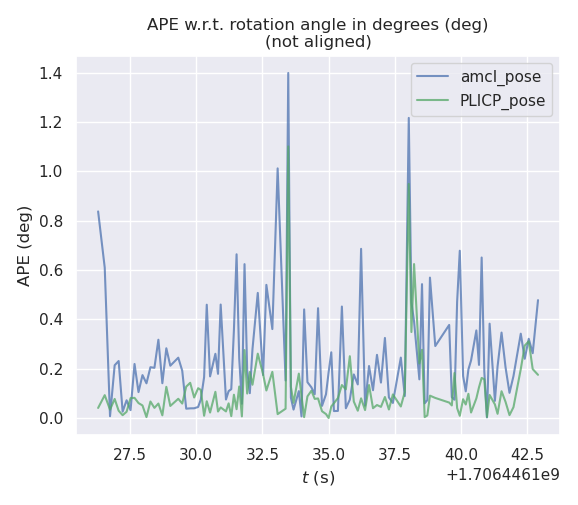 APE w.r.t. rotation angle in degrees (deg)
(not aligned)
amcl_pose
PLICP_pose
APE (deg)
1.4
1.2
1.0
0.8
0.6
0.4
0.2
0.0
27.5 30.0 32.5 35.0 37.5 40.0 42.5
t (s)
+1.7064461e9